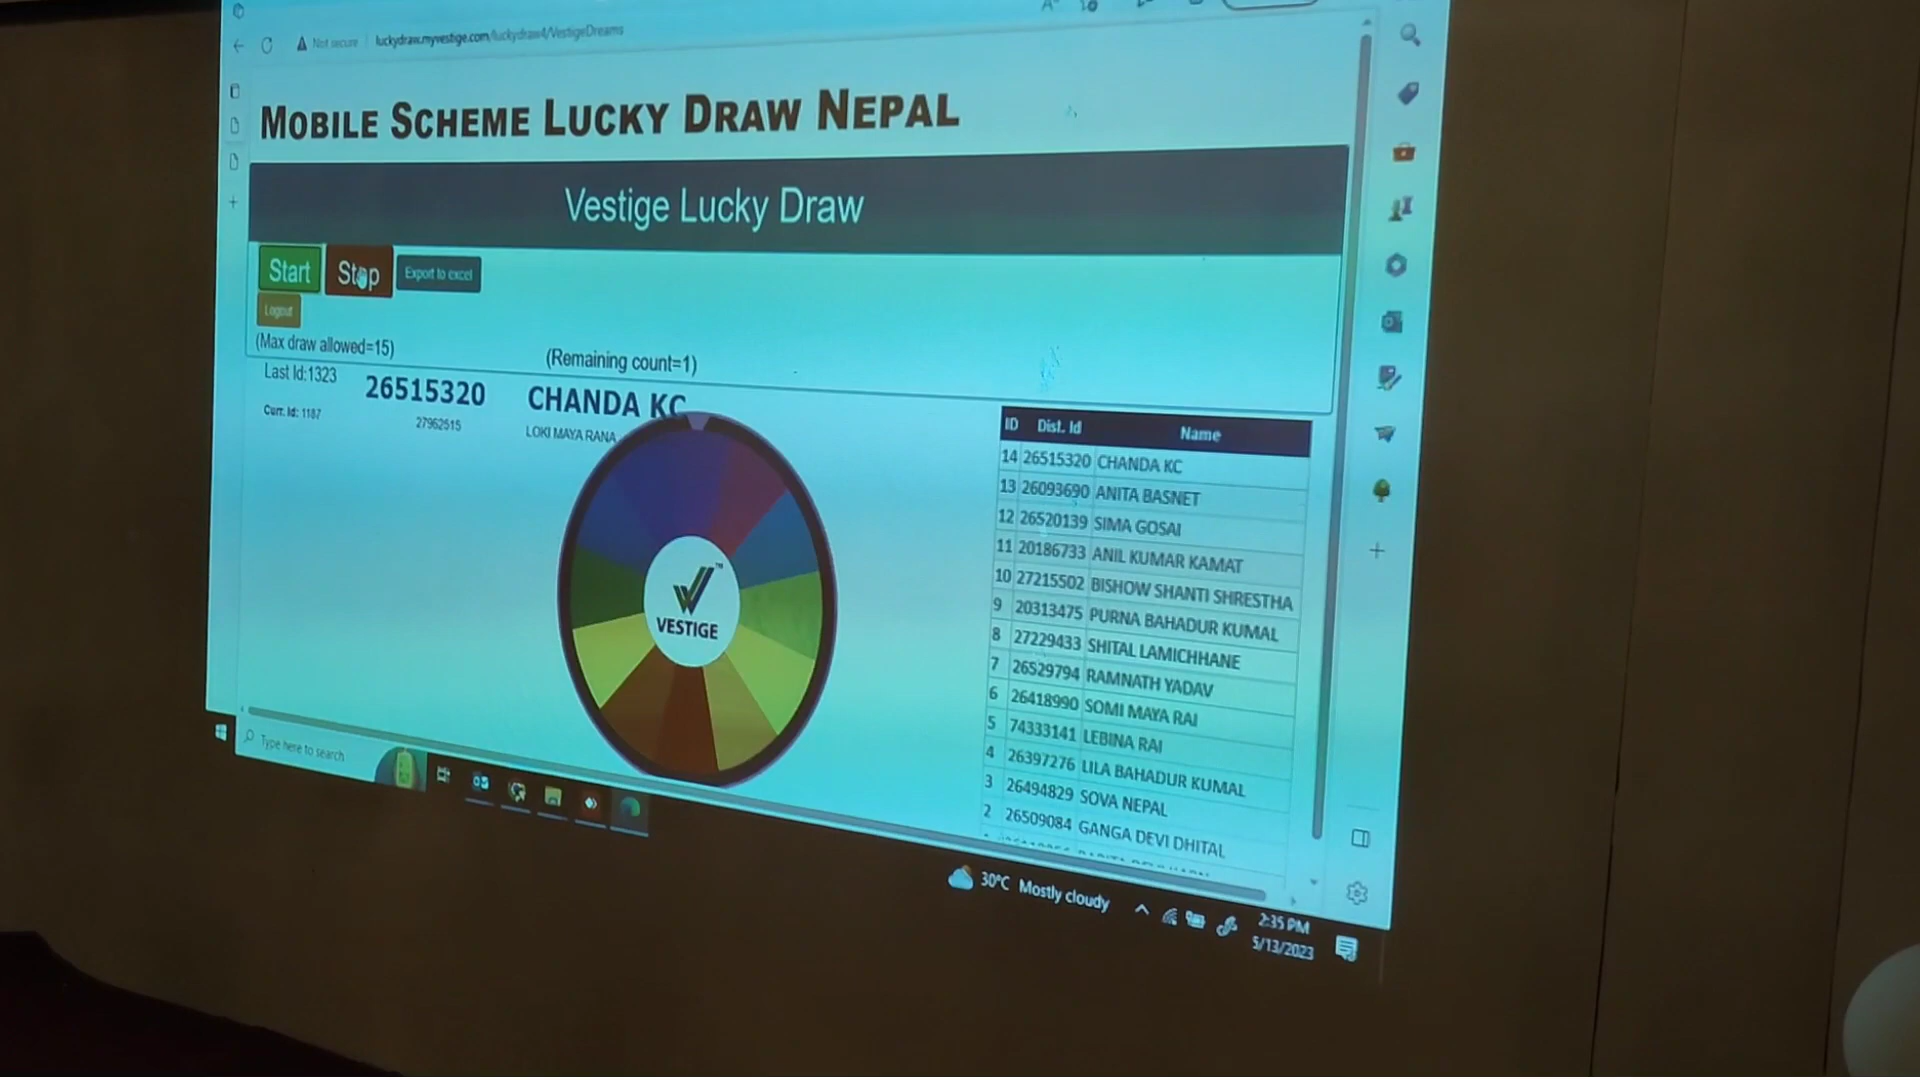 Not secure luckydraw.myvestige.com/luckydraw4/VestigeDreams
MOBILE SCHEME LUCKY DRAW NEPAL
Vestige Lucky Draw
Start Stop Export to excel
Logout
(Max draw allowed=15) (Remaining count=1)
Last Id:1323 26515320 CHANDA KC
Curr. Id: 1187 27962515 LOKI MAYA RANA
VESTIGE
ID Dist. Id Name
14 26515320 CHANDA KC
13 26093690 ANITA BASNET
12 26520139 SIMA GOSAI
11 20186733 ANIL KUMAR KAMAT
10 27215502 BISHOW SHANTI SHRESTHA
9 20313475 PURNA BAHADUR KUMAL
8 27229433 SHITAL LAMICHHANE
7 26529794 RAMNATH YADAV
6 26418990 SOMI MAYA RAI
5 74333141 LEBINA RAI
4 26397276 LILA BAHADUR KUMAL
3 26494829 SOVA NEPAL
2 26509084 GANGA DEVI DHITAL
Type here to search
30°C Mostly cloudy
2:35 PM
5/13/2023